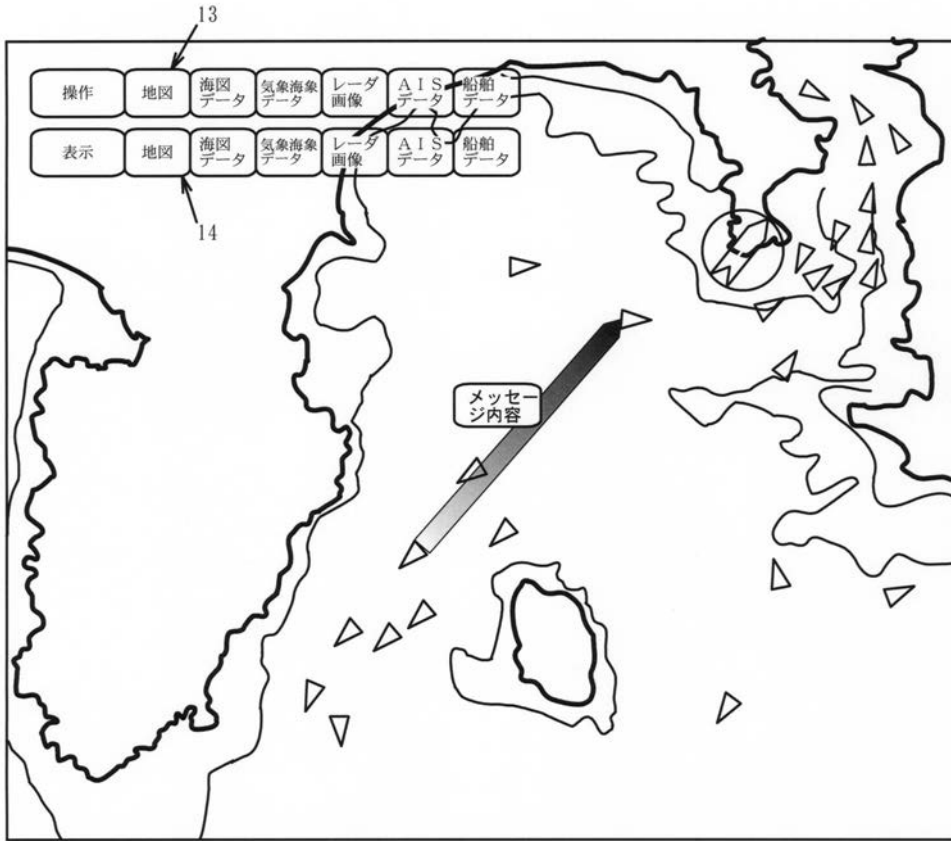 13
操作
地図
海図
データ
気象海象
データ
レーダ
画像
ＡＩＳ
データ
船舶
データ
表示
地図
海図
データ
気象海象
データ
レーダ
画像
ＡＩＳ
データ
船舶
データ
14
メッセー
ジ内容